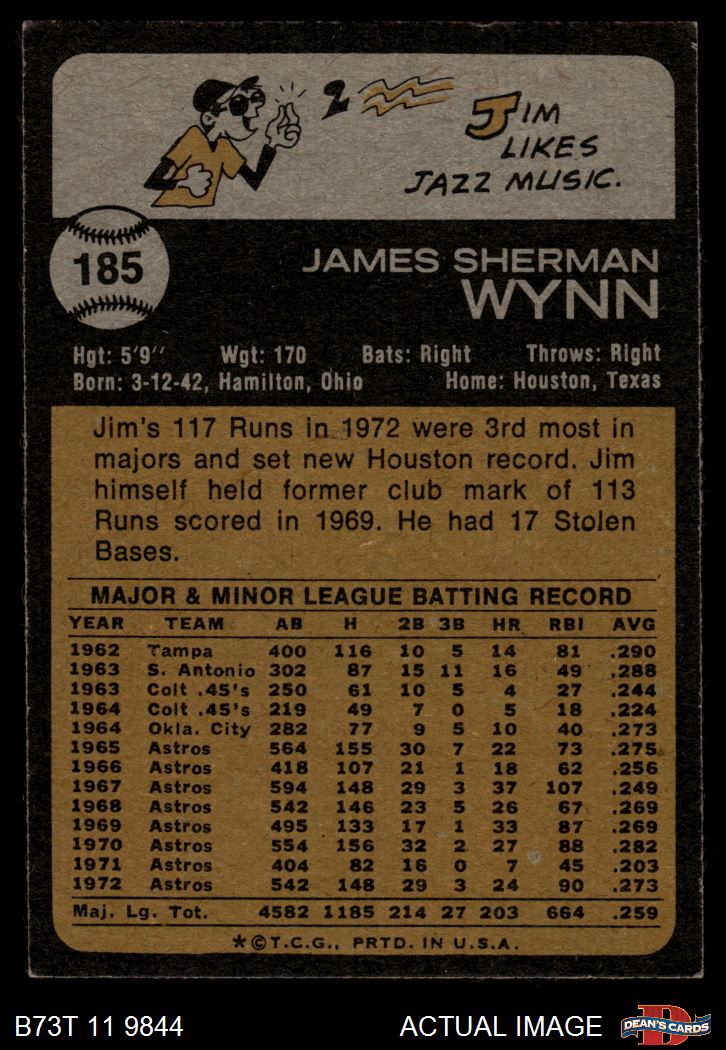 JIM
LIKES
JAZZ MUSIC.
185
JAMES SHERMAN
WYNN
Hgt: 5'9'' Wgt: 170 Bats: Right Throws: Right
Born: 3-12-42, Hamilton, Ohio Home: Houston, Texas
Jim's 117 Runs in 1972 were 3rd most in
majors and set new Houston record. Jim
himself held former club mark of 113
Runs scored in 1969. He had 17 Stolen
Bases.
MAJOR & MINOR LEAGUE BATTING RECORD
YEAR TEAM AB H 2B 3B HR RBI AVG
1962 Tampa 400 116 10 5 14 81 .290
1963 S. Antonio 302 87 15 11 16 49 .288
1963 Colt .45's 250 61 10 5 4 27 .244
1964 Colt .45's 219 49 7 0 5 18 .224
1964 Okla. City 282 77 9 5 10 40 .273
1965 Astros 564 155 30 7 22 73 .275
1966 Astros 418 107 21 1 18 62 .256
1967 Astros 594 148 29 3 37 107 .249
1968 Astros 542 146 23 5 26 67 .269
1969 Astros 495 133 17 1 33 87 .269
1970 Astros 554 156 32 2 27 88 .282
1971 Astros 404 82 16 0 7 45 .203
1972 Astros 542 148 29 3 24 90 .273
Maj. Lg. Tot. 4582 1185 214 27 203 664 .259
*©T.C.G., PRTD. IN U.S.A.
B73T 11 9844 ACTUAL IMAGE D DEAN'S CARDS